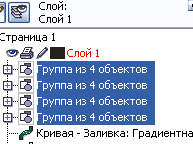 Слой:
Слой 1
Страница 1
Слой 1
Группа из 4 объектов
Группа из 4 объектов
Группа из 4 объектов
Группа из 4 объектов
Кривая - Заливка: Градиентна